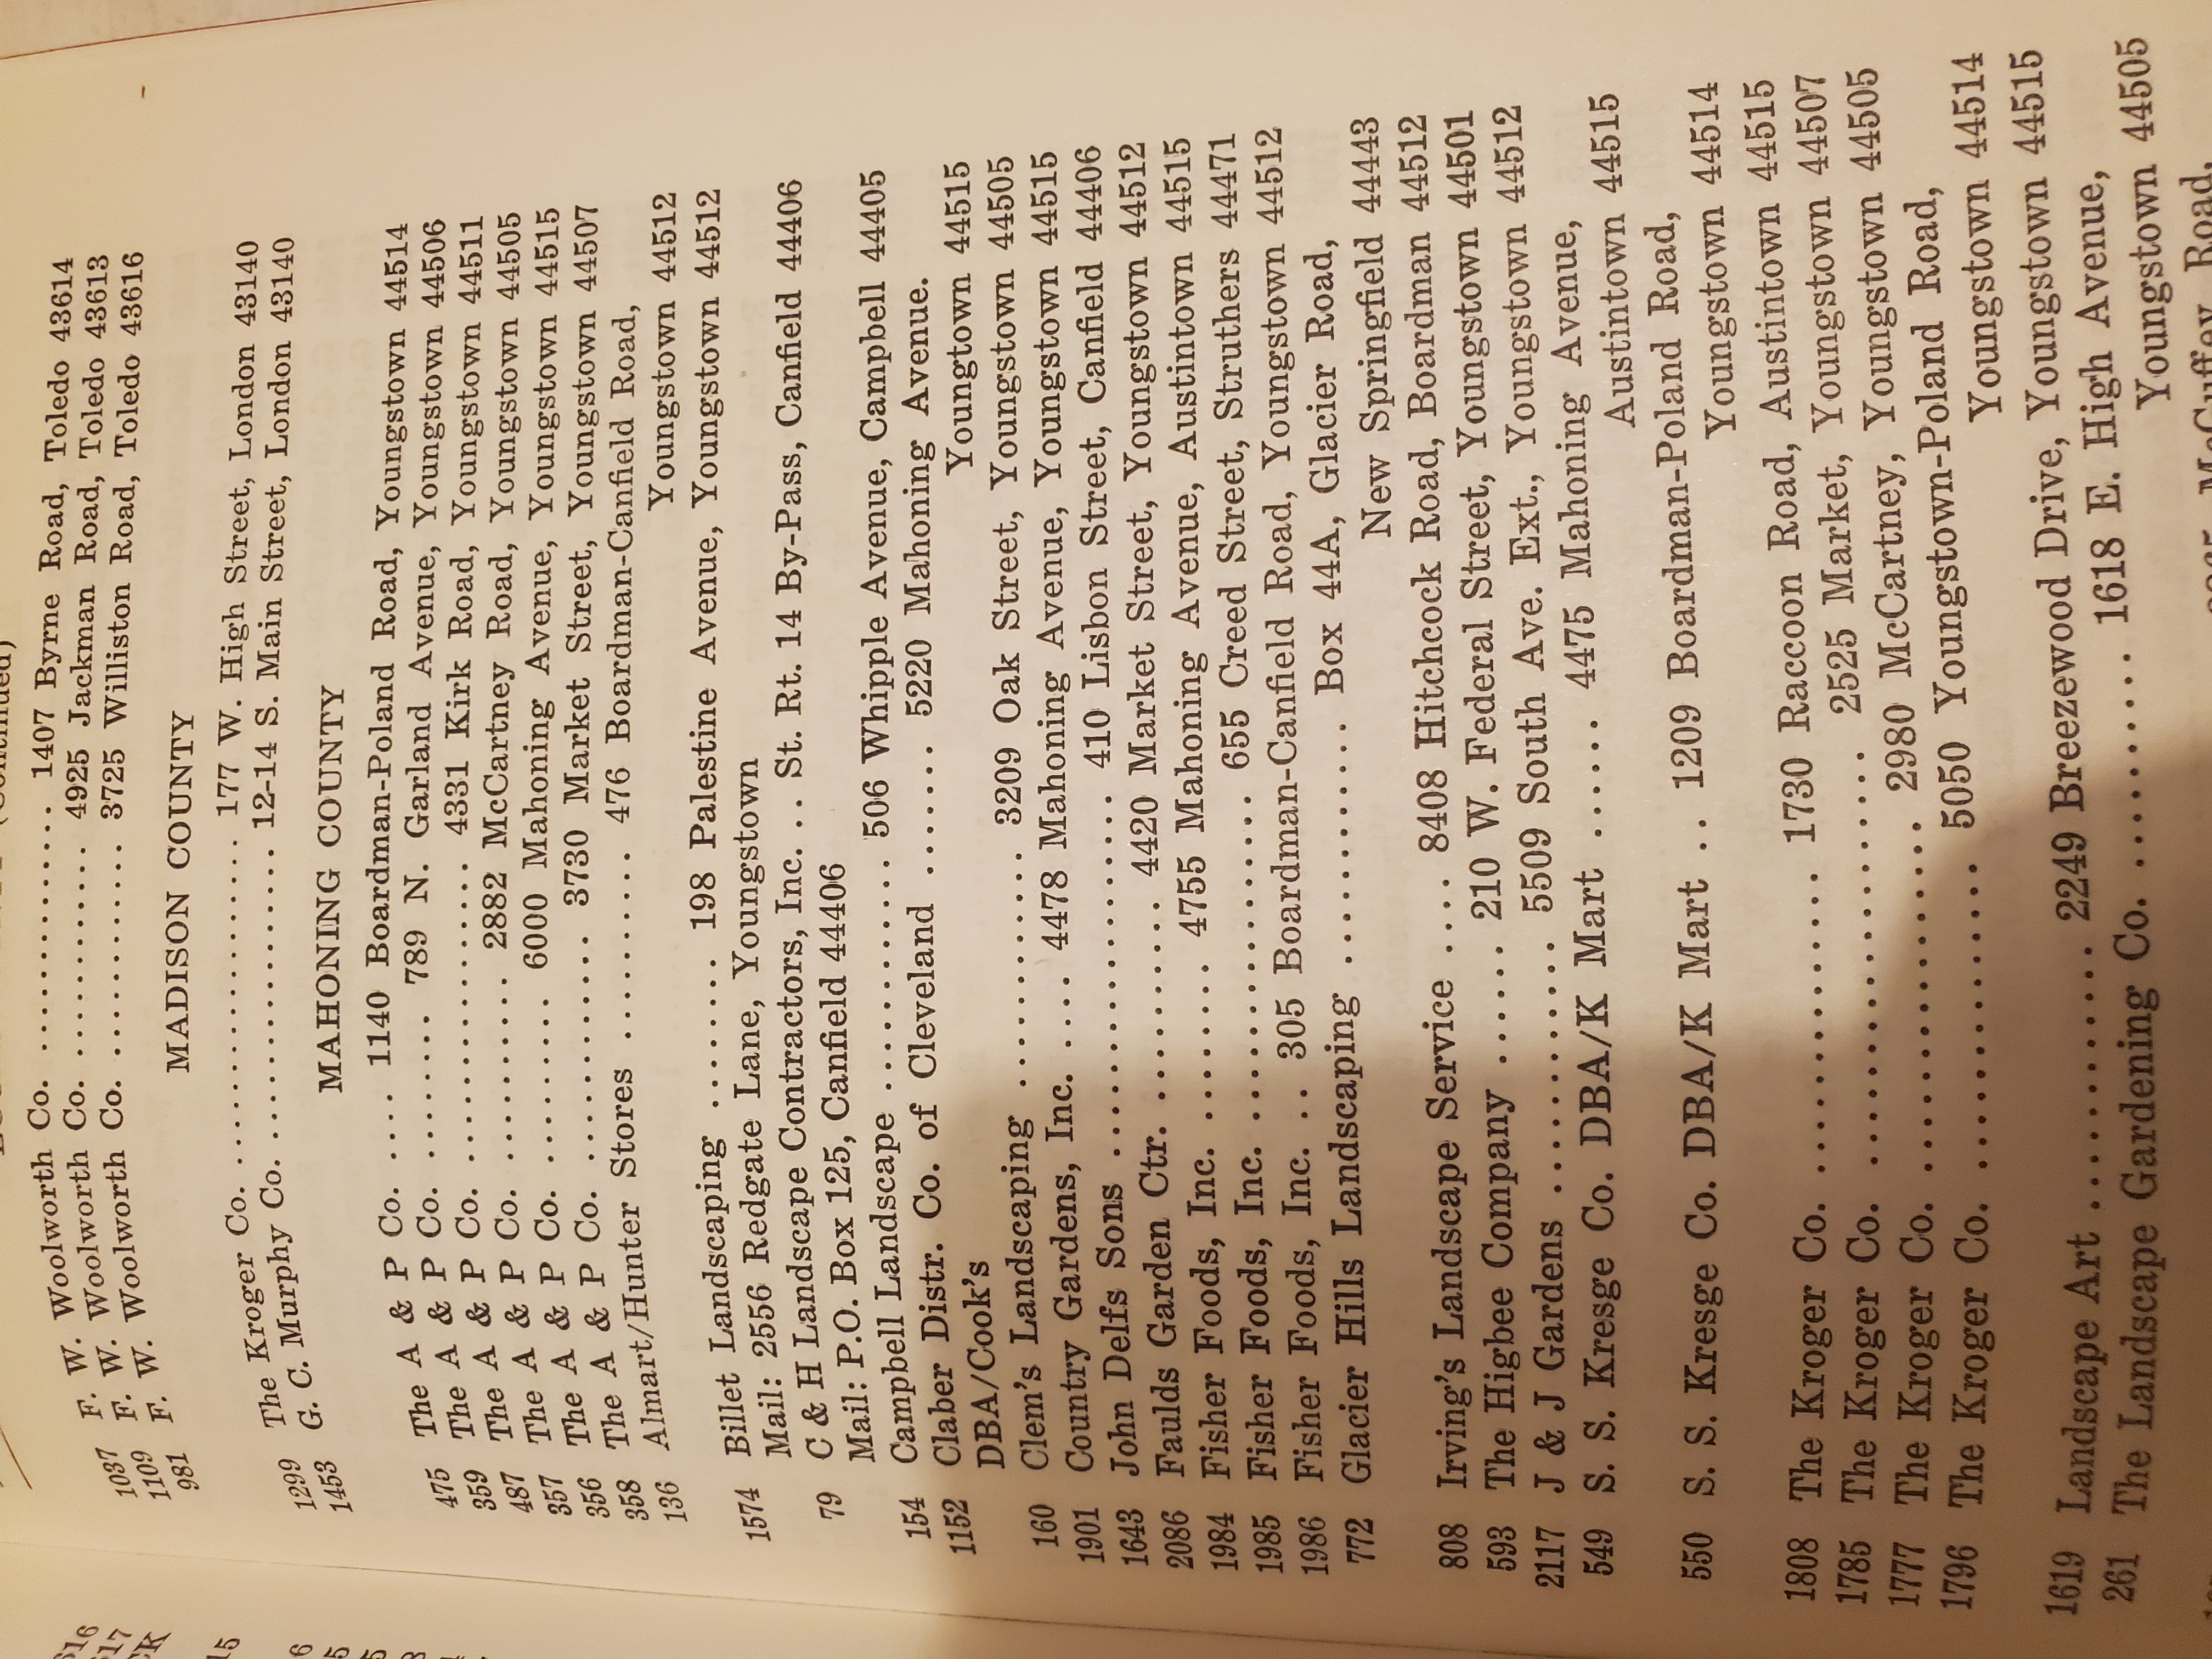 (Continued)
1037 F. W. Woolworth Co. .............. 1407 Byrne Road, Toledo 43614
1109 F. W. Woolworth Co. ............ 4925 Jackman Road, Toledo 43613
981 F. W. Woolworth Co. ............ 3725 Williston Road, Toledo 43616
MADISON COUNTY
1299 The Kroger Co. .................. 177 W. High Street, London 43140
1453 G. C. Murphy Co. ............... 12-14 S. Main Street, London 43140
MAHONING COUNTY
475 The A & P Co. .... 1140 Boardman-Poland Road, Youngstown 44514
359 The A & P Co. ........ 789 N. Garland Avenue, Youngstown 44506
487 The A & P Co. ................ 4331 Kirk Road, Youngstown 44511
357 The A & P Co. .......... 2882 McCartney Road, Youngstown 44505
356 The A & P Co. ......... 6000 Mahoning Avenue, Youngstown 44515
358 The A & P Co. ............ 3730 Market Street, Youngstown 44507
136 Almart/Hunter Stores .......... 476 Boardman-Canfield Road,
Youngstown 44512
1574 Billet Landscaping ........ 198 Palestine Avenue, Youngstown 44512
Mail: 2556 Redgate Lane, Youngstown
79 C & H Landscape Contractors, Inc. ... St. Rt. 14 By-Pass, Canfield 44406
Mail: P.O. Box 125, Canfield 44406
154 Campbell Landscape ............ 506 Whipple Avenue, Campbell 44405
1152 Claber Distr. Co. of Cleveland ....... 5220 Mahoning Avenue.
DBA/Cook's Youngtown 44515
160 Clem's Landscaping ............. 3209 Oak Street, Youngstown 44505
1901 Country Gardens, Inc. .... 4478 Mahoning Avenue, Youngstown 44515
1643 John Delfs Sons .................. 410 Lisbon Street, Canfield 44406
2086 Faulds Garden Ctr. .......... 4420 Market Street, Youngstown 44512
1984 Fisher Foods, Inc. ........ 4755 Mahoning Avenue, Austintown 44515
1985 Fisher Foods, Inc. ............... 655 Creed Street, Struthers 44471
1986 Fisher Foods, Inc. .. 305 Boardman-Canfield Road, Youngstown 44512
772 Glacier Hills Landscaping ............ Box 44A, Glacier Road,
New Springfield 44443
808 Irving's Landscape Service .... 8408 Hitchcock Road, Boardman 44512
593 The Higbee Company ...... 210 W. Federal Street, Youngstown 44501
2117 J & J Gardens ............. 5509 South Ave. Ext., Youngstown 44512
549 S. S. Kresge Co. DBA/K Mart ..... 4475 Mahoning Avenue,
Austintown 44515
550 S. S. Kresge Co. DBA/K Mart .. 1209 Boardman-Poland Road,
Youngstown 44514
1808 The Kroger Co. ............... 1730 Raccoon Road, Austintown 44515
1785 The Kroger Co. .................... 2525 Market, Youngstown 44507
1777 The Kroger Co. ................. 2980 McCartney, Youngstown 44505
1796 The Kroger Co. ............... 5050 Youngstown-Poland Road,
Youngstown 44514
1619 Landscape Art ............. 2249 Breezewood Drive, Youngstown 44515
261 The Landscape Gardening Co. ........... 1618 E. High Avenue,
Youngstown 44505
McGuffey Road,